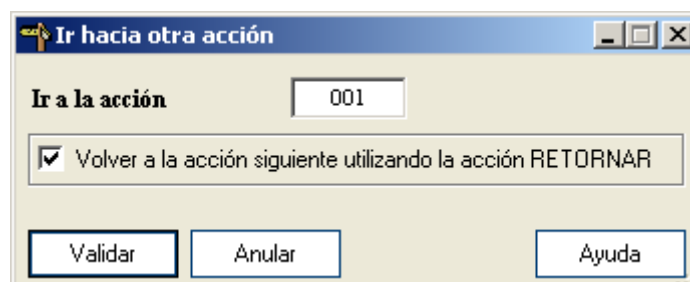 Ir hacia otra acción
Ir a la acción 001
Volver a la acción siguiente utilizando la acción RETORNAR
Validar Anular Ayuda